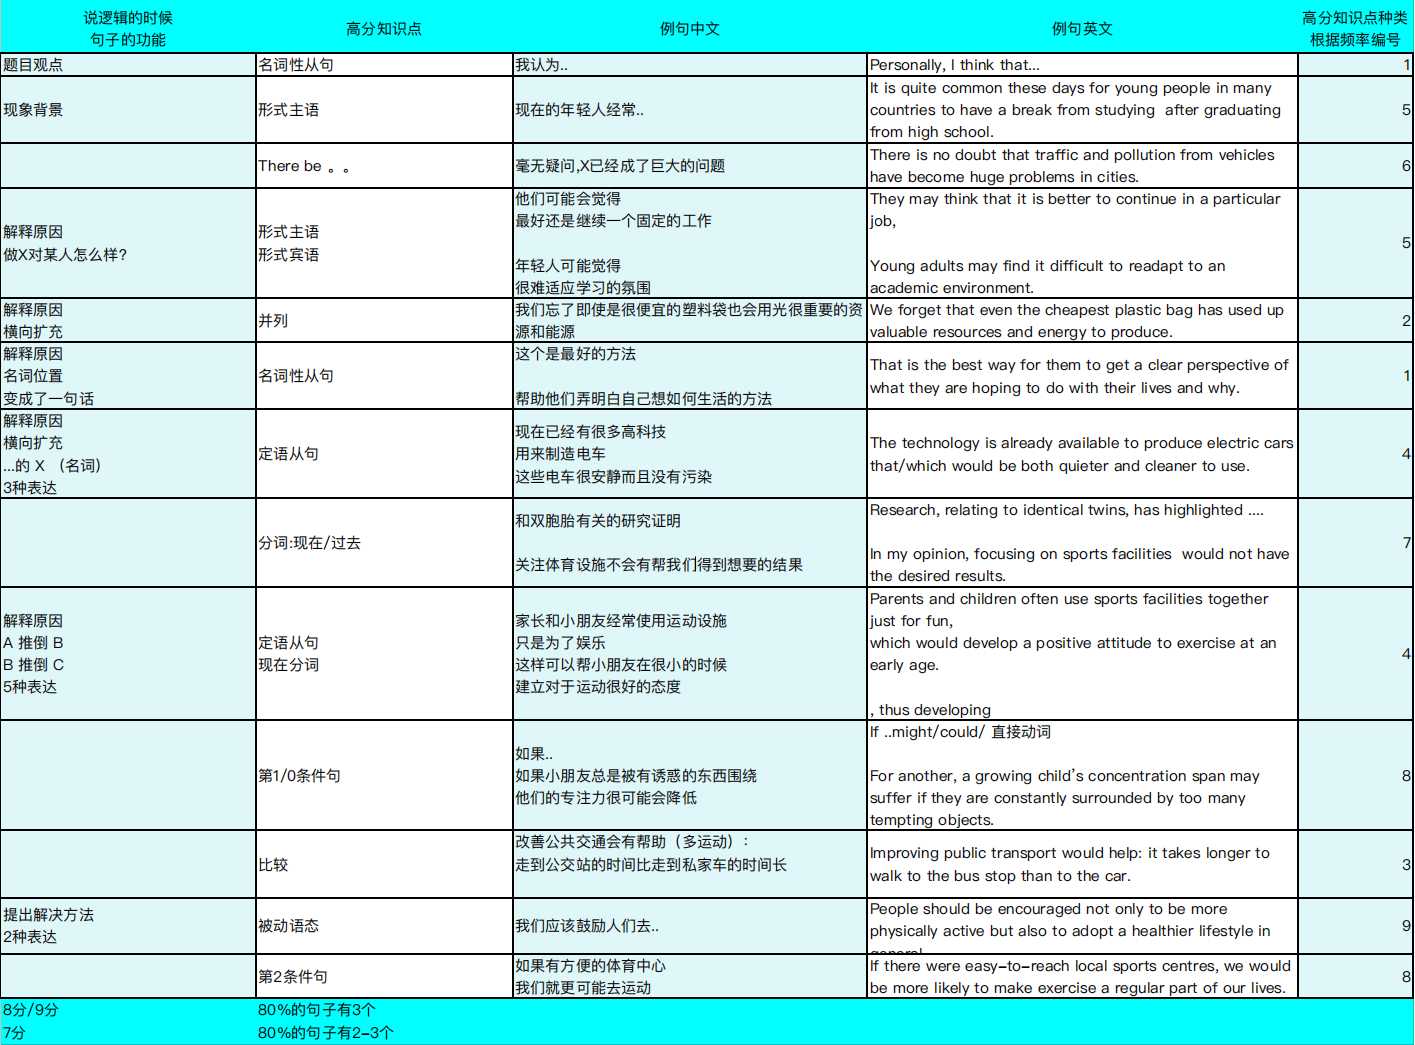 说逻辑的时候
句子的功能
高分知识点
例句中文
例句英文
高分知识点种类
根据频率编号
题目观点
名词性从句
我认为..
Personally, I think that...
1
现象背景
形式主语
现在的年轻人经常..
It is quite common these days for young people in many
countries to have a break from studying  after graduating
from high school.
5
There be 。。
毫无疑问,X已经成了巨大的问题
There is no doubt that traffic and pollution from vehicles
have become huge problems in cities.
6
解释原因
做X对某人怎么样?
形式主语
形式宾语
他们可能会觉得
最好还是继续一个固定的工作
年轻人可能觉得
很难适应学习的氛围
They may think that it is better to continue in a particular
job,
Young adults may find it difficult to readapt to an
academic environment.
5
解释原因
横向扩充
并列
我们忘了即使是很便宜的塑料袋也会用光很重要的资
源和能源
We forget that even the cheapest plastic bag has used up
valuable resources and energy to produce.
2
解释原因
名词位置
变成了一句话
名词性从句
这个是最好的方法
帮助他们弄明白自己想如何生活的方法
That is the best way for them to get a clear perspective of
what they are hoping to do with their lives and why.
1
解释原因
横向扩充
...的 X （名词）
3种表达
定语从句
现在已经有很多高科技
用来制造电车
这些电车很安静而且没有污染
The technology is already available to produce electric cars
that/which would be both quieter and cleaner to use.
4
分词:现在/过去
和双胞胎有关的研究证明
关注体育设施不会有帮我们得到想要的结果
Research, relating to identical twins, has highlighted ....
In my opinion, focusing on sports facilities  would not have
the desired results.
7
解释原因
A 推倒 B
B 推倒 C
5种表达
定语从句
现在分词
家长和小朋友经常使用运动设施
只是为了娱乐
这样可以帮小朋友在很小的时候
建立对于运动很好的态度
Parents and children often use sports facilities together
just for fun,
which would develop a positive attitude to exercise at an
early age.
, thus developing
4
第1/0条件句
如果..
如果小朋友总是被有诱惑的东西围绕
他们的专注力很可能会降低
If ..might/could/ 直接动词
For another, a growing child's concentration span may
suffer if they are constantly surrounded by too many
tempting objects.
8
比较
改善公共交通会有帮助（多运动）：
走到公交站的时间比走到私家车的时间长
Improving public transport would help: it takes longer to
walk to the bus stop than to the car.
3
提出解决方法
2种表达
被动语态
我们应该鼓励人们去..
People should be encouraged not only to be more
physically active but also to adopt a healthier lifestyle in
9
第2条件句
如果有方便的体育中心
我们就更可能去运动
If there were easy-to-reach local sports centres, we would
be more likely to make exercise a regular part of our lives.
8
8分/9分
80%的句子有3个
7分
80%的句子有2-3个